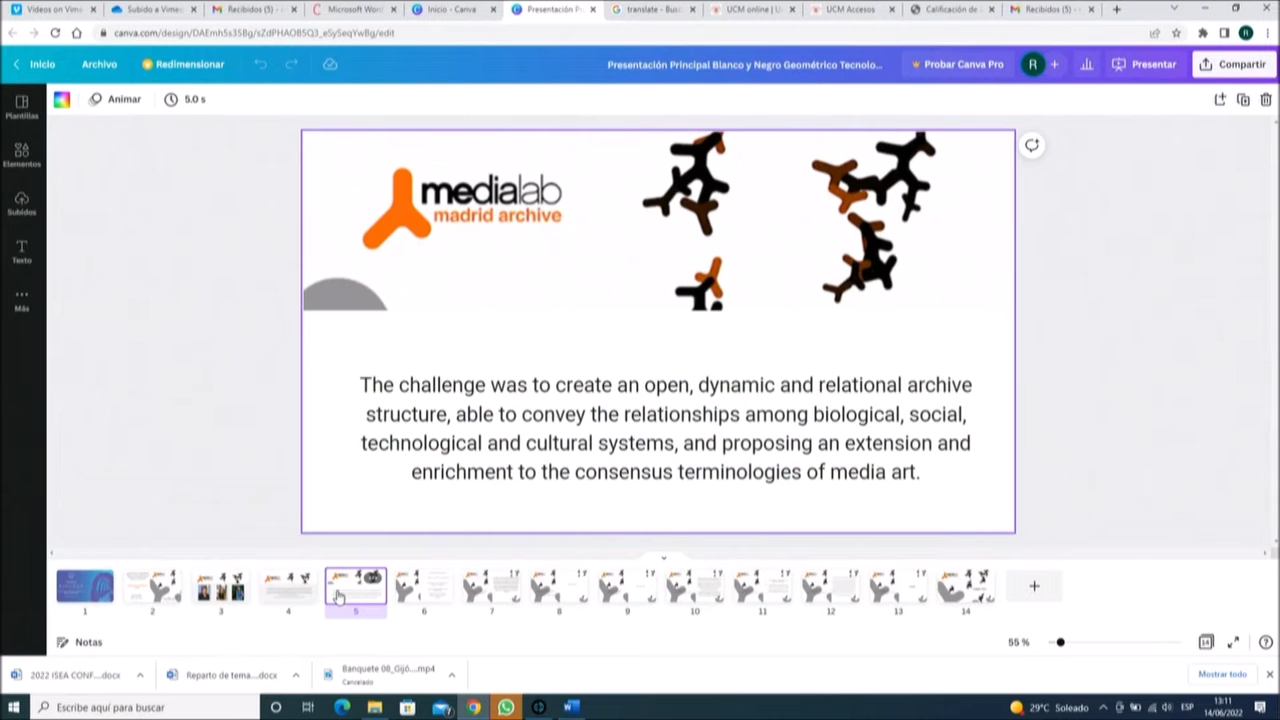 Videos on Vime
Subido a Vime
Recibidos (5) -
Microsoft Word
Inicio - Canva
Presentación Pr
translate - Bus
UCM online | U
UCM Accesos
Calificación de
Recibidos (5) -
canva.com/design/DAEmh5s35Bg/sZdPHAOB5Q3_eSySeqYwBg/edit
Inicio
Archivo
Redimensionar
Presentación Principal Blanco y Negro Geométrico Tecnolo...
Probar Canva Pro
R
Presentar
Compartir
Plantillas
Animar
5.0 s
Elementos
Subidos
Texto
Más
medialab
madrid archive
The challenge was to create an open, dynamic and relational archive
structure, able to convey the relationships among biological, social,
technological and cultural systems, and proposing an extension and
enrichment to the consensus terminologies of media art.
1 2 3 4 5 6 7 8 9 10 11 12 13 14
Notas
55 %
14
2022 ISEA CONF....docx
Reparto de tema...docx
Banquete 08_Gijó....mp4
Cancelado
Mostrar todo
Escribe aquí para buscar
29°C Soleado
ESP
13:11
14/06/2022